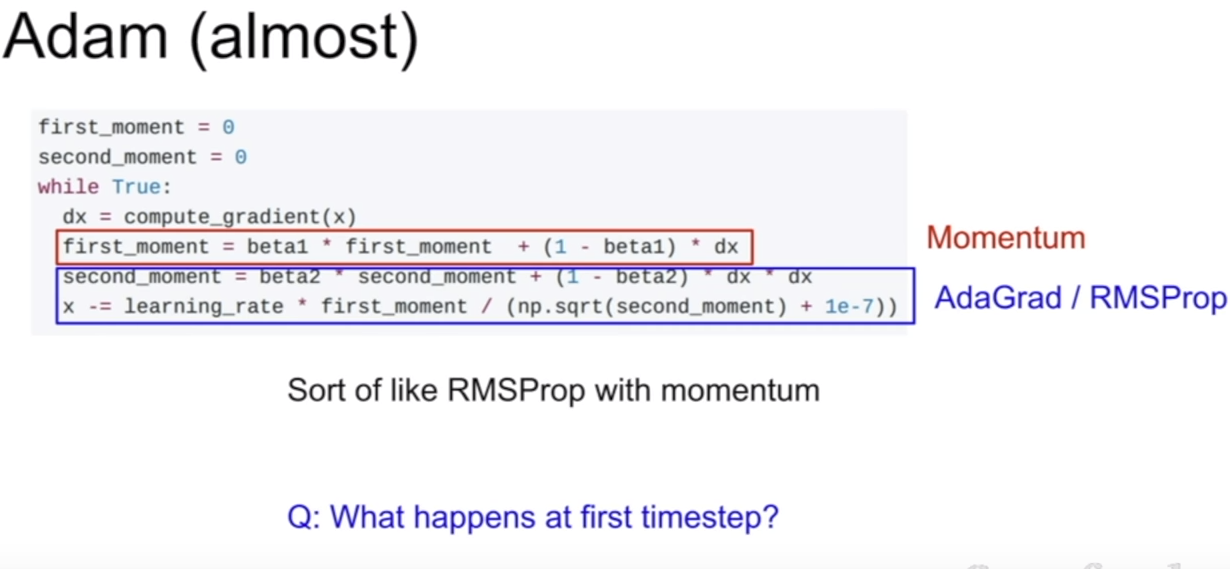 Adam (almost)
first_moment = 0
second_moment = 0
while True:
dx = compute_gradient(x)
first_moment = beta1 * first_moment + (1 - beta1) * dx
Momentum
second_moment = beta2 * second_moment + (1 - beta2) * dx * dx
x -= learning_rate * first_moment / (np.sqrt(second_moment) + 1e-7))
AdaGrad / RMSProp
Sort of like RMSProp with momentum
Q: What happens at first timestep?